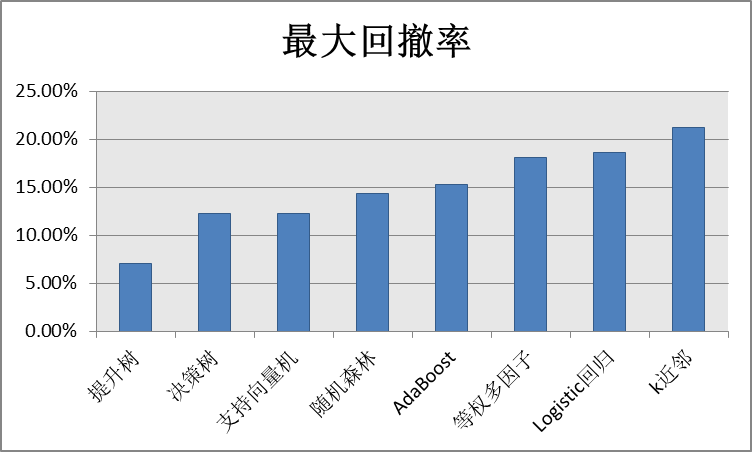 最大回撤率
25.00%
20.00%
15.00%
10.00%
5.00%
0.00%
提升树
决策树
支持向量机
随机森林
AdaBoost
等权多因子
Logistic回归
k近邻